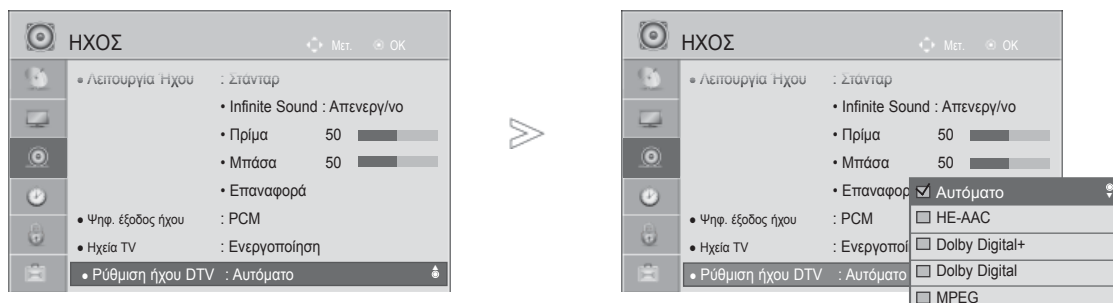 ΗΧΟΣ
Μετ. OK
• Λειτουργία Ήχου : Στάνταρ
• Infinite Sound : Απενεργ/νο
• Πρίμα 50
• Μπάσα 50
• Επαναφορά
• Ψηφ. έξοδος ήχου : PCM
• Ηχεία TV : Ενεργοποίηση
• Ρύθμιση ήχου DTV : Αυτόματο
ΗΧΟΣ
Μετ. OK
• Λειτουργία Ήχου : Στάνταρ
• Infinite Sound : Απενεργ/νο
• Πρίμα 50
• Μπάσα 50
• Επαναφορ
• Ψηφ. έξοδος ήχου : PCM
• Ηχεία TV : Ενεργοποί
• Ρύθμιση ήχου DTV : Αυτόματο
Αυτόματο
HE-AAC
Dolby Digital+
Dolby Digital
MPEG